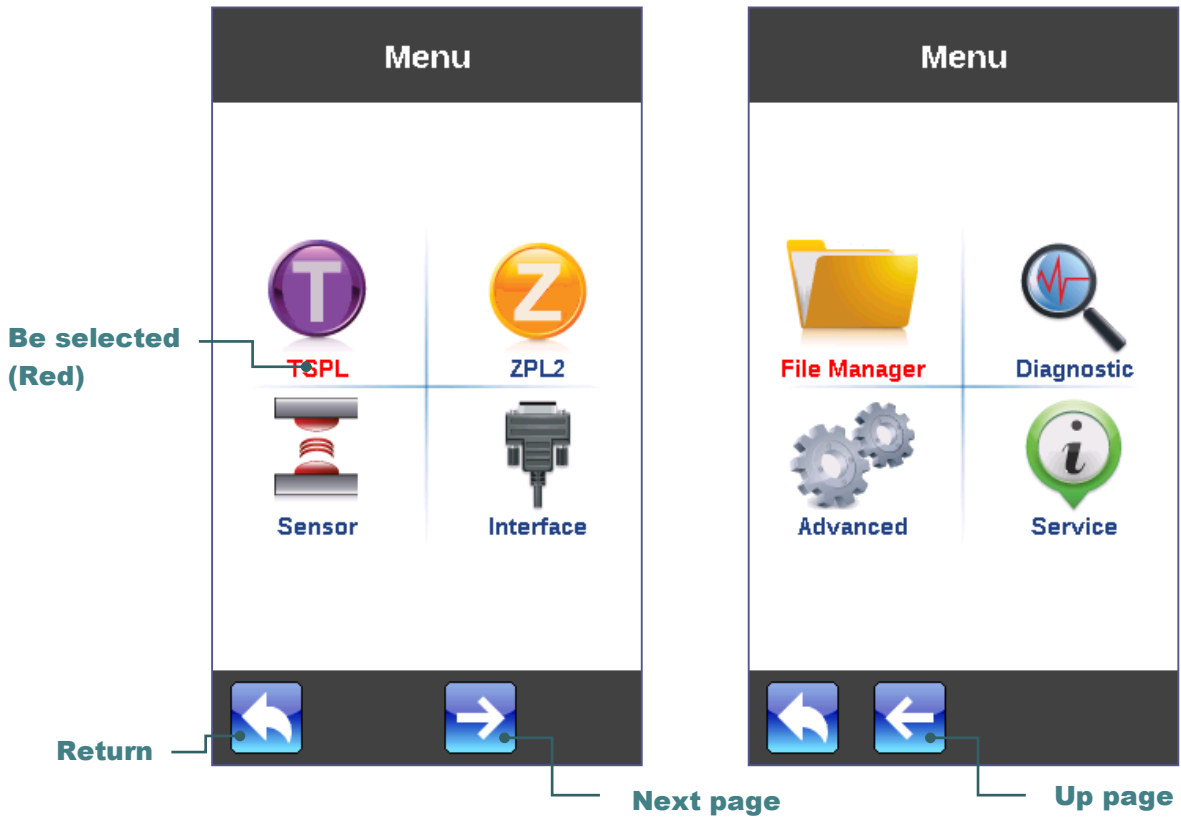 Menu
T
Z
TSPL
ZPL2
Sensor
Interface
Be selected
(Red)
Return
Next page
Menu
File Manager
Diagnostic
i
Advanced
Service
Up page